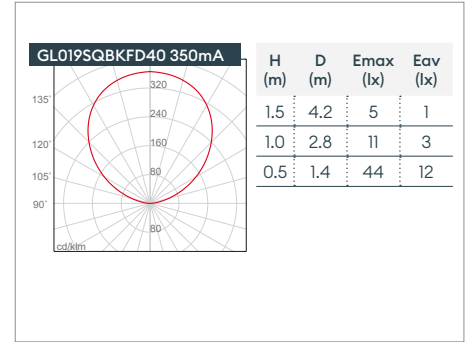 GL019SQBKFD40 350mA
320
135°
240
120°
160
105°
80
90°
80
cd/klm
H D Emax Eav
(m) (m) (lx) (lx)
1.5 4.2 5 1
1.0 2.8 11 3
0.5 1.4 44 12